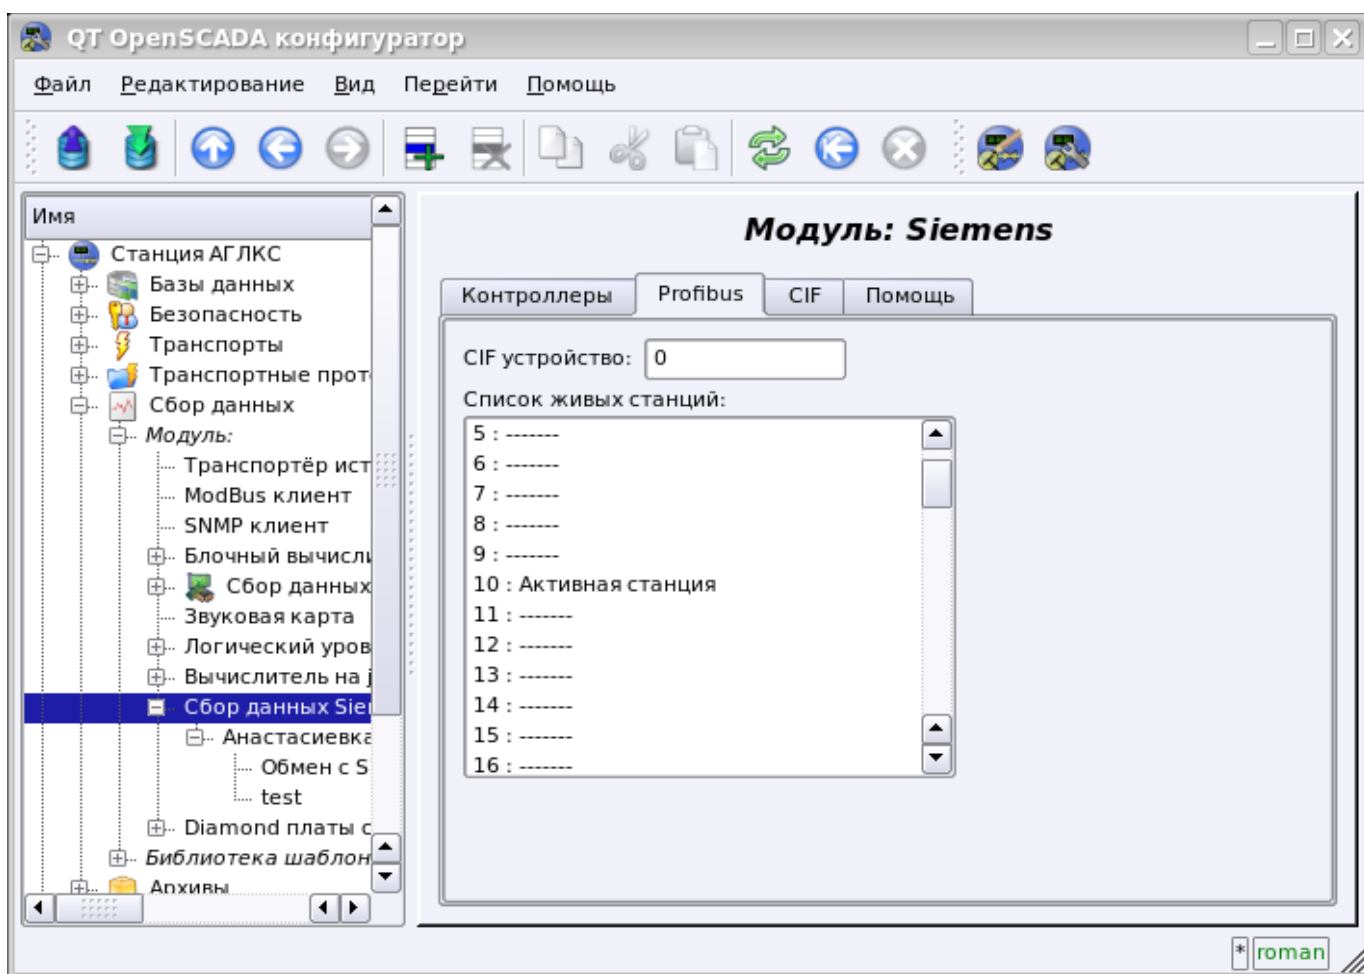 QT OpenSCADA конфигуратор
Файл Редактирование Вид Перейти Помощь
Имя
Станция АГЛКС
Базы данных
Безопасность
Транспорты
Транспортные прот
Сбор данных
Модуль:
Транспортёр ист
ModBus клиент
SNMP клиент
Блочный вычисли
Сбор данных
Звуковая карта
Логический уров
Вычислитель на j
Сбор данных Sie
Анастасиевка
Обмен с S
test
Diamond платы с
Библиотека шаблон
Архивы
Модуль: Siemens
Контроллеры Profibus CIF Помощь
CIF устройство: 0
Список живых станций:
5 : -------
6 : -------
7 : -------
8 : -------
9 : -------
10 : Активная станция
11 : -------
12 : -------
13 : -------
14 : -------
15 : -------
16 : -------
* roman